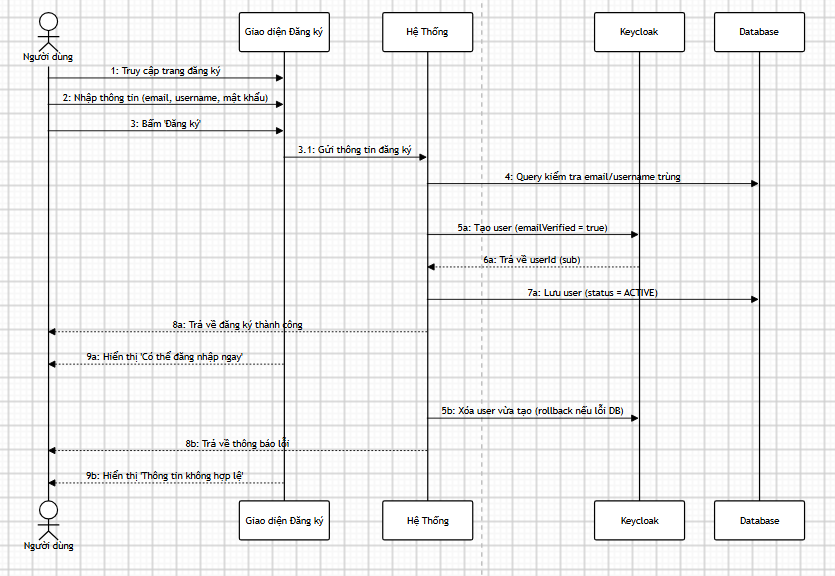 Giao diện Đăng ký
Hệ Thống
Keycloak
Database
Người dùng
1: Truy cập trang đăng ký
2: Nhập thông tin (email, username, mật khẩu)
3: Bấm 'Đăng ký'
3.1: Gửi thông tin đăng ký
4: Query kiểm tra email/username trùng
5a: Tạo user (emailVerified = true)
6a: Trả về userId (sub)
7a: Lưu user (status = ACTIVE)
8a: Trả về đăng ký thành công
9a: Hiển thị 'Có thể đăng nhập ngay'
5b: Xóa user vừa tạo (rollback nếu lỗi DB)
8b: Trả về thông báo lỗi
9b: Hiển thị 'Thông tin không hợp lệ'
Giao diện Đăng ký
Hệ Thống
Keycloak
Database
Người dùng